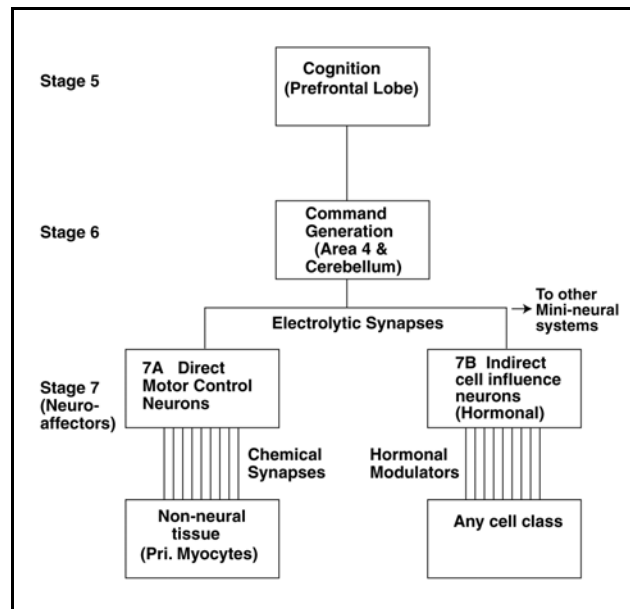 Stage 5
Cognition
(Prefrontal Lobe)
Stage 6
Command
Generation
(Area 4 &
Cerebellum)
To other
Mini-neural
systems
Electrolytic Synapses
Stage 7
(Neuro-
affectors)
7A Direct
Motor Control
Neurons
7B Indirect
cell influence
neurons
(Hormonal)
Chemical
Synapses
Hormonal
Modulators
Non-neural
tissue
(Pri. Myocytes)
Any cell class